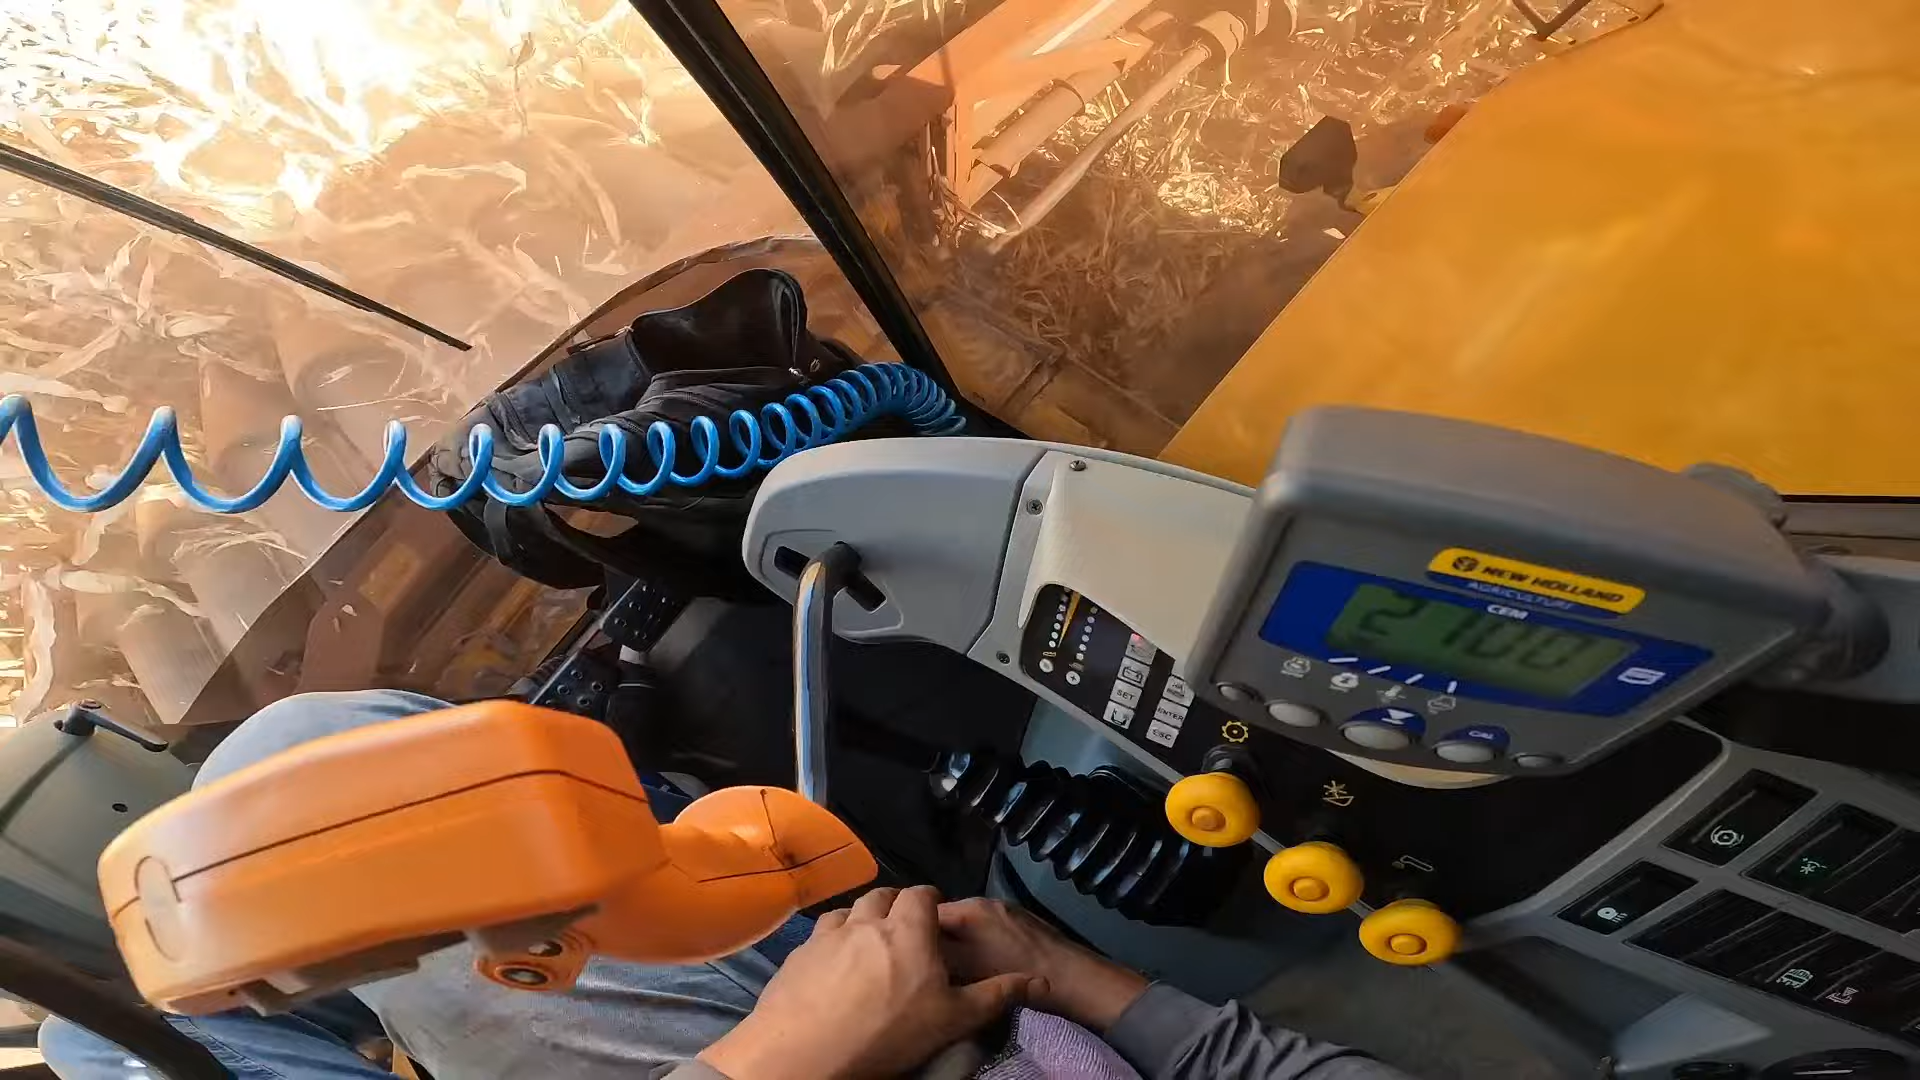 NEW HOLLAND
AGRICULTURE
CEM
2100
CAL
SET
ENTER
ESC